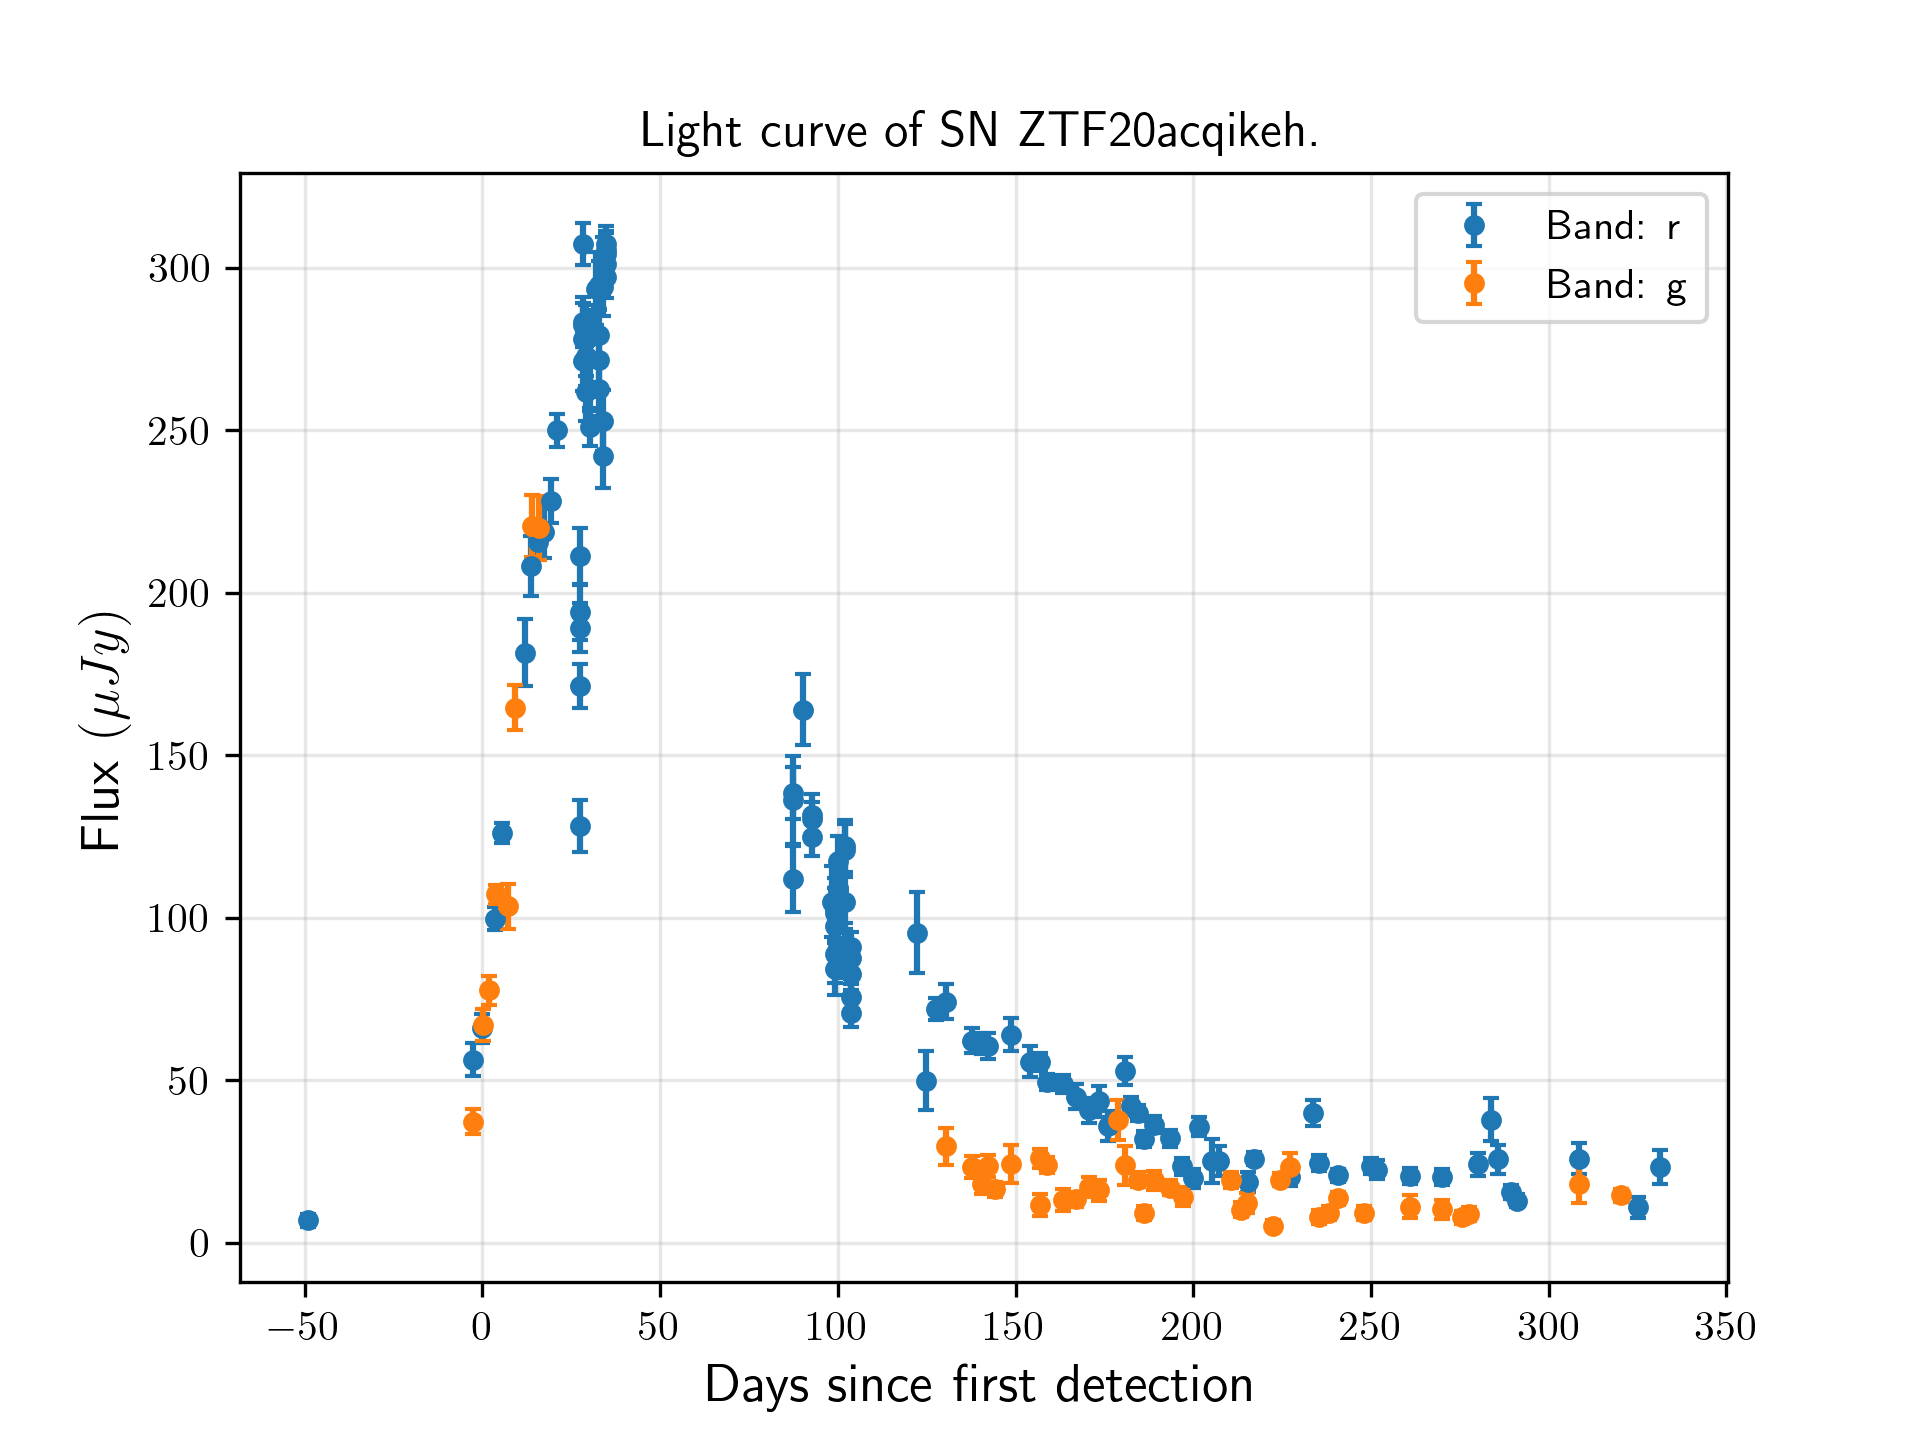 Light curve of SN ZTF20acqikeh.
Band: r
Band: g
Flux (μJy)
300
250
200
150
100
50
0
−50 0 50 100 150 200 250 300 350
Days since first detection